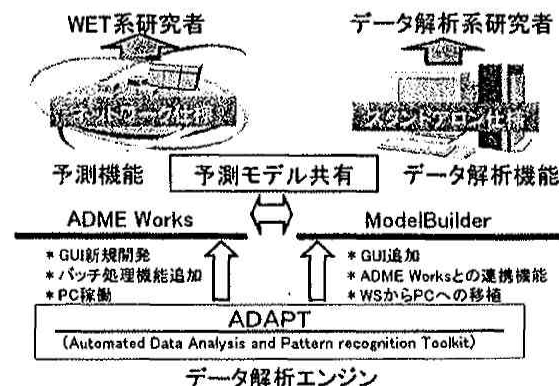 WET系研究者
データ解析系研究者
ネットワーク仕様
スタンドアロン仕様
予測機能
予測モデル共有
データ解析機能
ADME Works
ModelBuilder
* GUI新規開発
* バッチ処理機能追加
* PC稼働
* GUI追加
* ADME Worksとの連携機能
* WSからPCへの移植
ADAPT
(Automated Data Analysis and Pattern recognition Toolkit)
データ解析エンジン